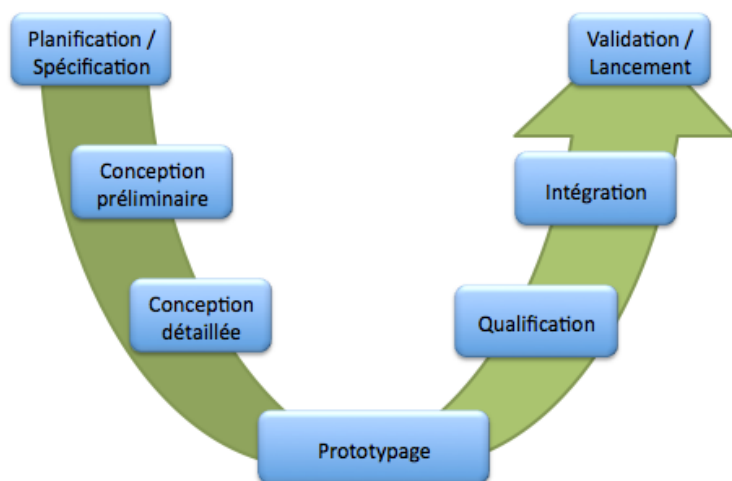 Planification /
Spécification
Conception
préliminaire
Conception
détaillée
Prototypage
Qualification
Intégration
Validation /
Lancement